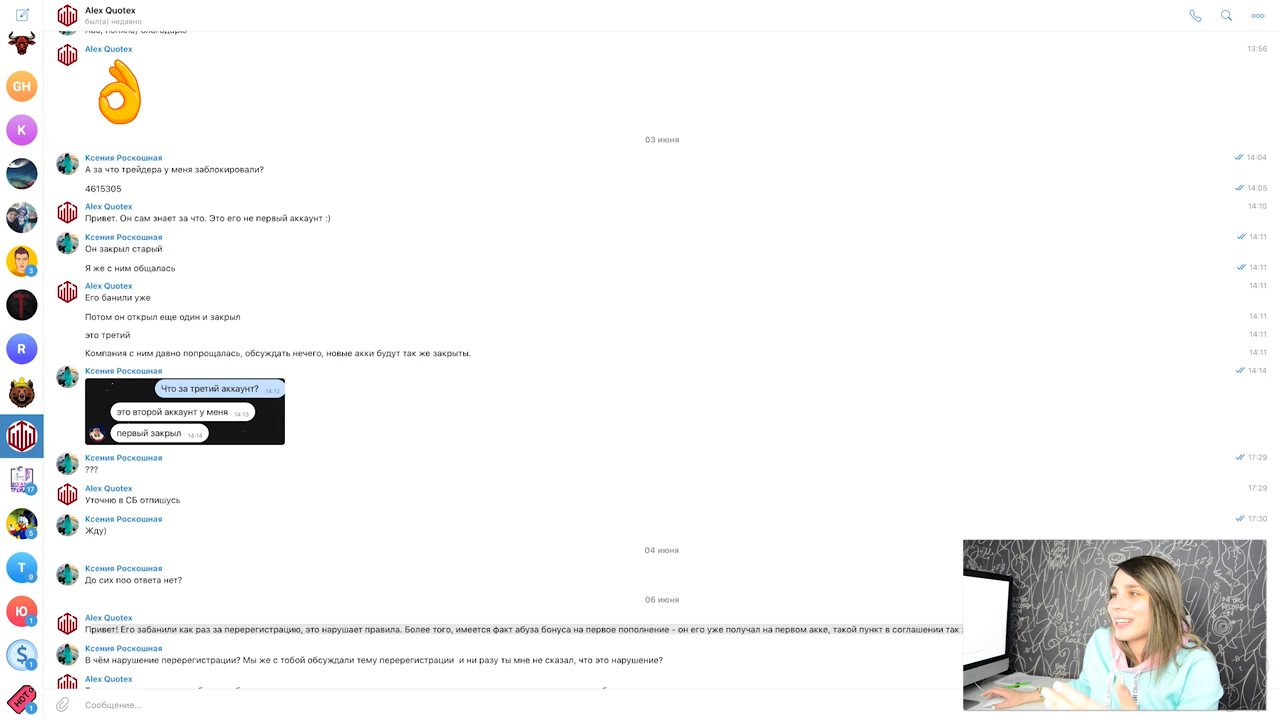 Alex Quotex
был(а) недавно
Alex Quotex
13:56
GH
K
03 июня
Ксения Роскошная
А за что трейдера у меня заблокировали?
14:04
4615305
14:05
Alex Quotex
Привет. Он сам знает за что. Это его не первый аккаунт :)
14:10
Ксения Роскошная
Он закрыл старый
14:11
Я же с ним общалась
14:11
3
Alex Quotex
Его банили уже
14:11
Потом он открыл еще один и закрыл
14:11
это третий
14:11
Компания с ним давно попрощалась, обсуждать нечего, новые акки будут так же закрыты.
14:11
R
Ксения Роскошная
14:14
Что за третий аккаунт? 14:12
это второй аккаунт у меня 14:13
первый закрыл 14:14
Ксения Роскошная
???
17:29
Alex Quotex
Уточню в СБ отпишусь
17:29
17
Ксения Роскошная
Жду)
17:30
5
04 июня
Ксения Роскошная
До сих поо ответа нет?
T
9
06 июня
Ю
1
Alex Quotex
Привет! Его забанили как раз за перерегистрацию, это нарушает правила. Более того, имеется факт абуза бонуса на первое пополнение - он его уже получал на первом акке, такой пункт в соглашении так
Ксения Роскошная
В чём нарушение перерегистрации? Мы же с тобой обсуждали тему перерегистрации и ни разу ты мне не сказал, что это нарушение?
$
1
Alex Quotex
HOT
1
Сообщение...